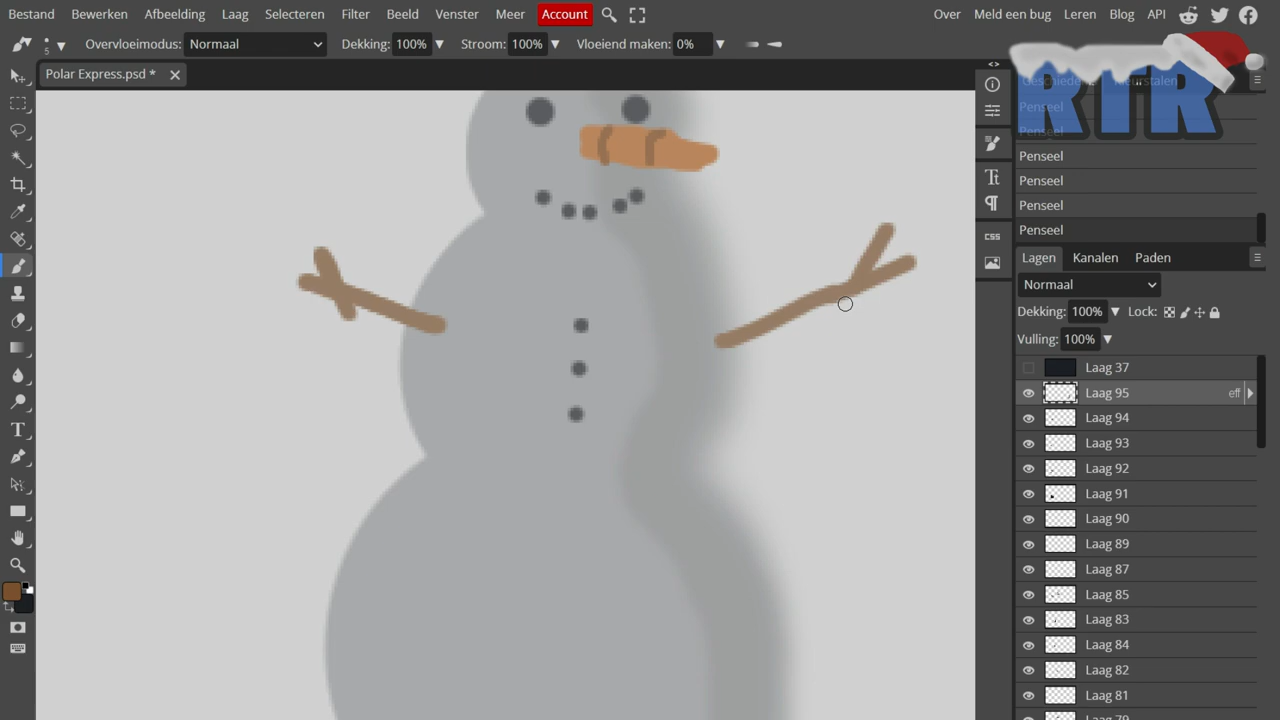 Bestand Bewerken Afbeelding Laag Selecteren Filter Beeld Venster Meer Account Over Meld een bug Leren Blog API
5 Overvloeimodus: Normaal Dekking: 100% Stroom: 100% Vloeiend maken: 0%
Polar Express.psd *
RTR
Penseel
Penseel
Penseel
Penseel
Penseel
Penseel
Lagen Kanalen Paden
Normaal
Dekking: 100% Lock:
Vulling: 100%
Laag 37
Laag 95 eff
Laag 94
Laag 93
Laag 92
Laag 91
Laag 90
Laag 89
Laag 87
Laag 85
Laag 83
Laag 84
Laag 82
Laag 81
Laag 79
CSS